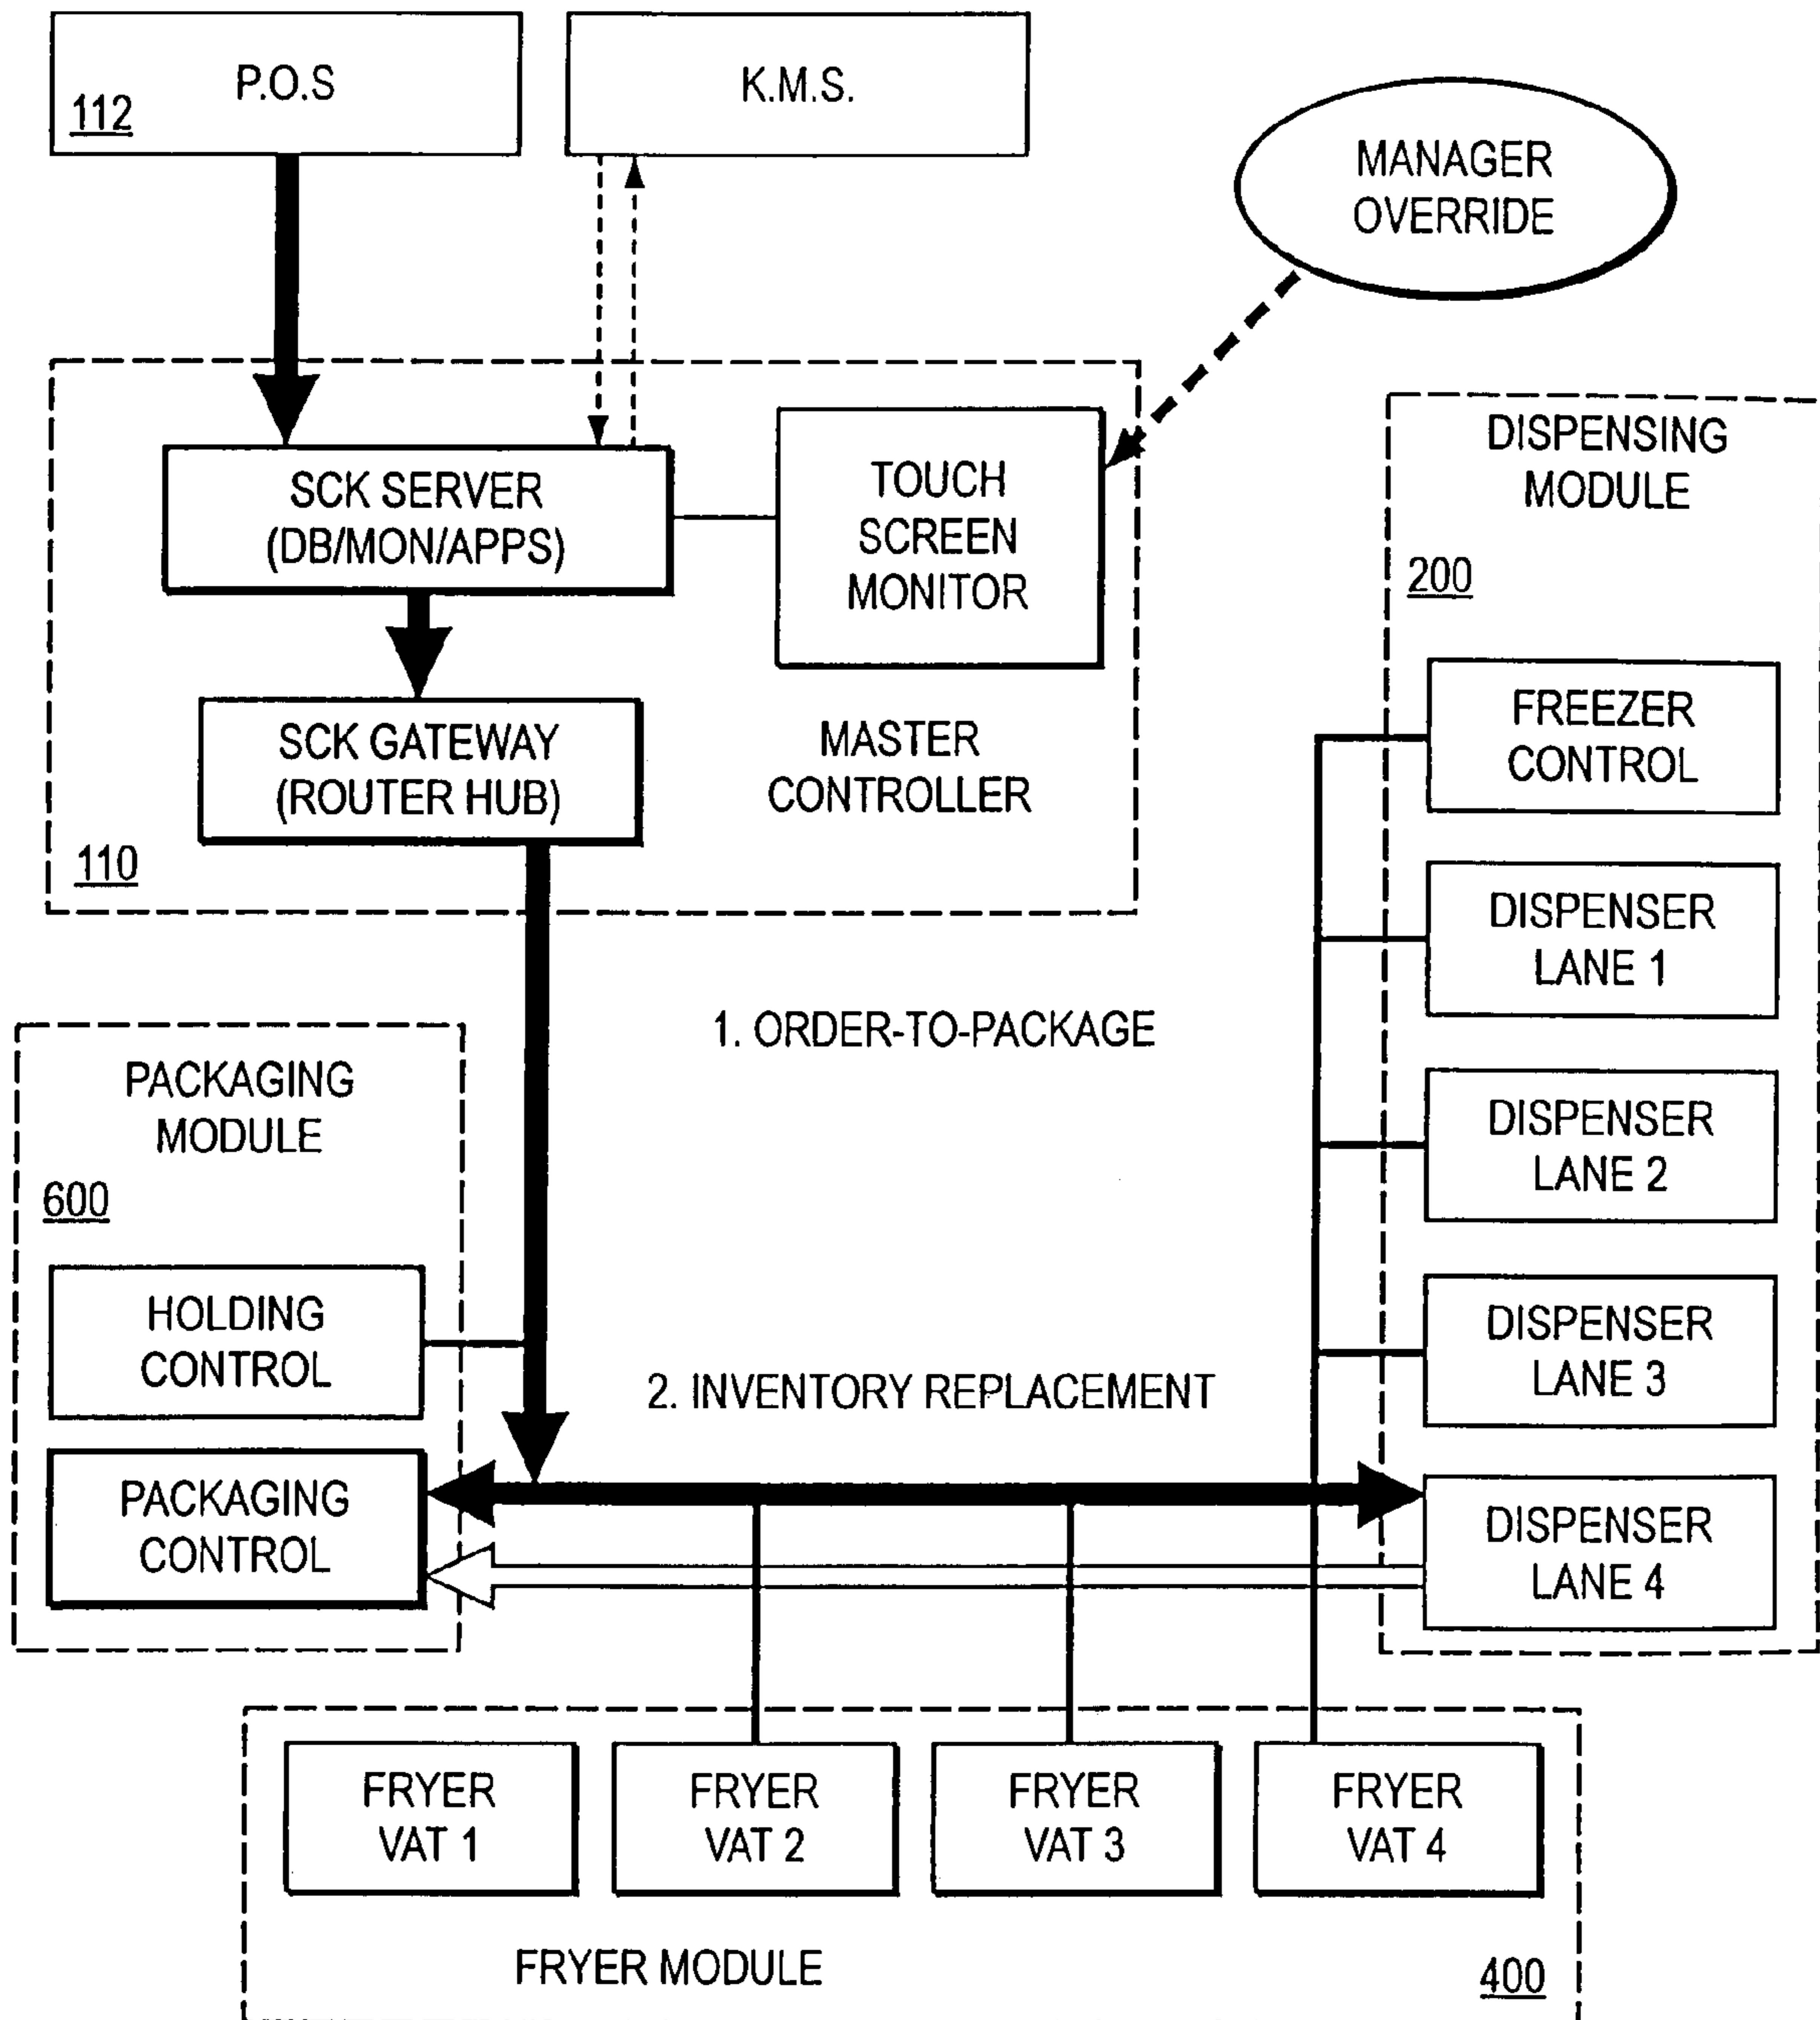 P.O.S
112
K.M.S.
MANAGER
OVERRIDE
SCK SERVER
(DB/MON/APPS)
TOUCH
SCREEN
MONITOR
SCK GATEWAY
(ROUTER HUB)
MASTER
CONTROLLER
110
DISPENSING
MODULE
200
FREEZER
CONTROL
DISPENSER
LANE 1
DISPENSER
LANE 2
DISPENSER
LANE 3
DISPENSER
LANE 4
1. ORDER-TO-PACKAGE
PACKAGING
MODULE
600
HOLDING
CONTROL
2. INVENTORY REPLACEMENT
PACKAGING
CONTROL
FRYER
VAT 1
FRYER
VAT 2
FRYER
VAT 3
FRYER
VAT 4
FRYER MODULE
400